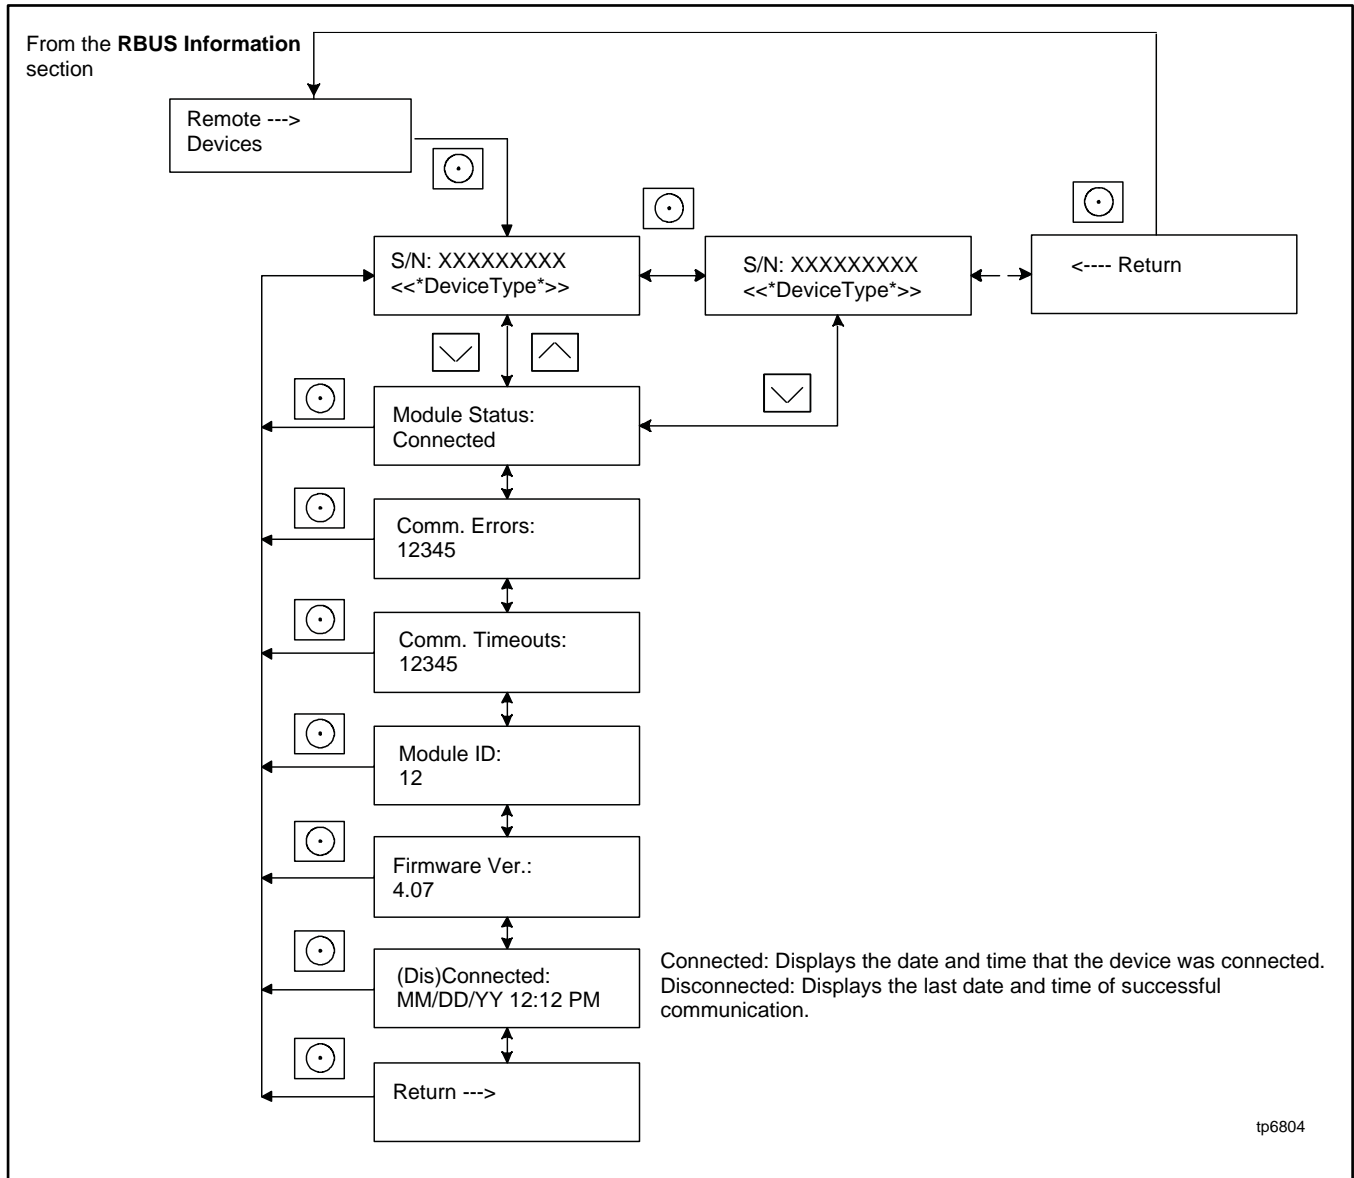 From the RBUS Information
section
Remote --->
Devices
S/N: XXXXXXXXX
<<*DeviceType*>>
S/N: XXXXXXXXX
<<*DeviceType*>>
<---- Return
Module Status:
Connected
Comm. Errors:
12345
Comm. Timeouts:
12345
Module ID:
12
Firmware Ver.:
4.07
(Dis)Connected:
MM/DD/YY 12:12 PM
Connected: Displays the date and time that the device was connected.
Disconnected: Displays the last date and time of successful
communication.
Return --->
tp6804